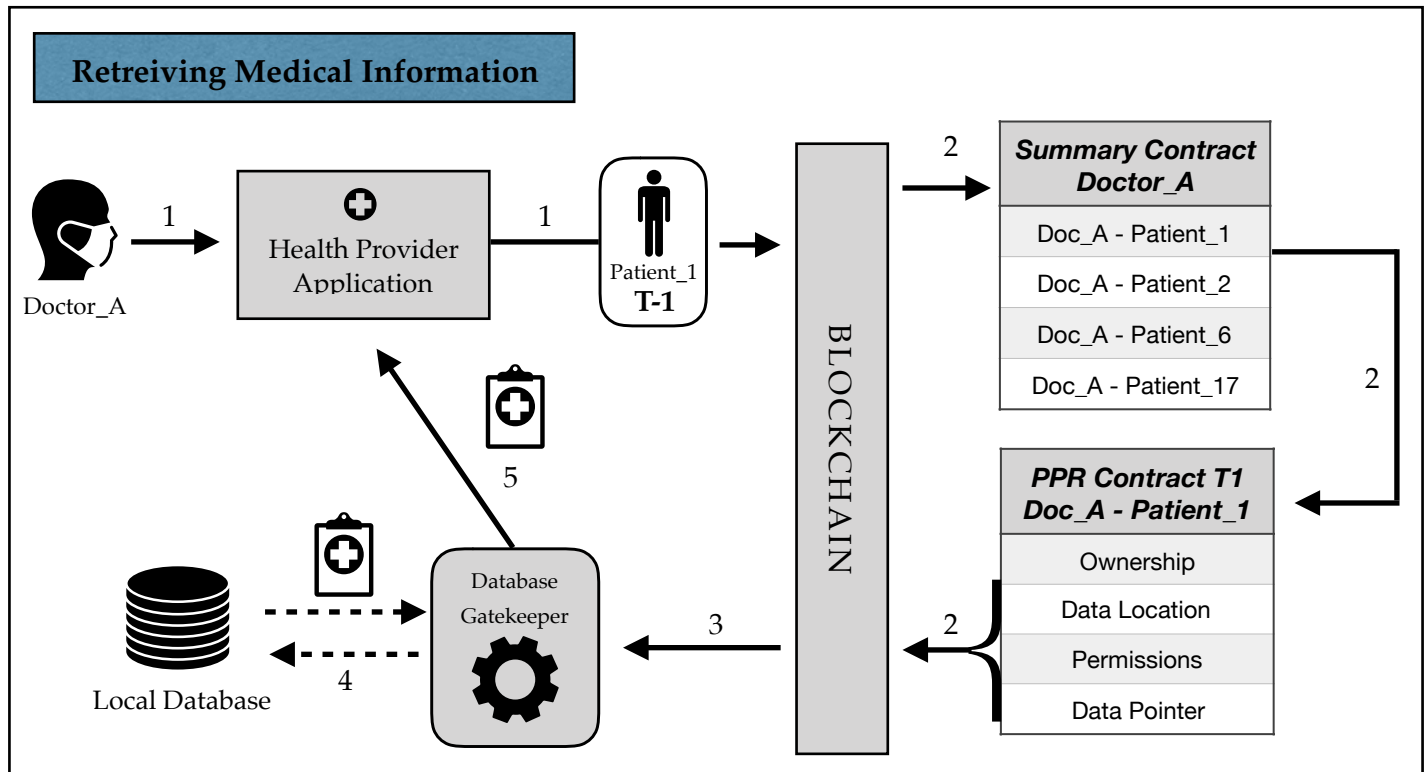 Retreiving Medical Information
1
Doctor_A
Health Provider
Application
1
Patient_1
T-1
BLOCKCHAIN
2
Summary Contract
Doctor_A
Doc_A - Patient_1
Doc_A - Patient_2
Doc_A - Patient_6
Doc_A - Patient_17
2
PPR Contract T1
Doc_A - Patient_1
Ownership
Data Location
Permissions
Data Pointer
2
3
Database
Gatekeeper
4
Local Database
5